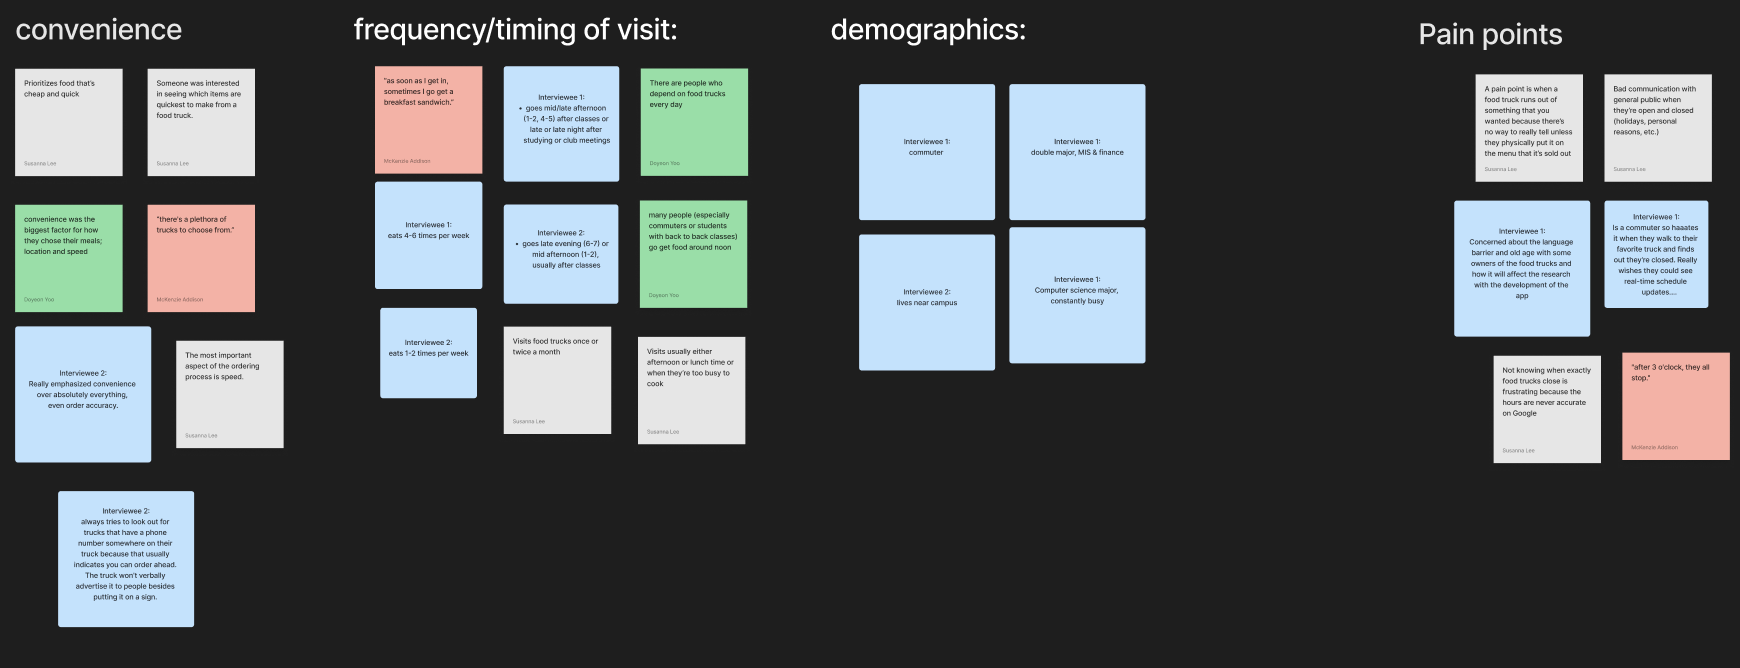 convenience
Prioritizes food that's
cheap and quick
Susanna Lee
Someone was interested
in seeing which items are
quickest to make from a
food truck.
Susanna Lee
convenience was the
biggest factor for how
they chose their meals;
location and speed
Doyeon Yoo
"there's a plethora of
trucks to choose from."
McKenzie Addison
Interviewee 2:
Really emphasized convenience
over absolutely everything,
even order accuracy.
The most important
aspect of the ordering
process is speed.
Susanna Lee
Interviewee 2:
always tries to look out for
trucks that have a phone
number somewhere on their
truck because that usually
indicates you can order ahead.
The truck won't verbally
advertise it to people besides
putting it on a sign.
frequency/timing of visit:
"as soon as I get in,
sometimes I go get a
breakfast sandwich."
McKenzie Addison
Interviewee 1:
• goes mid/late afternoon
(1-2, 4-5) after classes or
late or late night after
studying or club meetings
There are people who
depend on food trucks
every day
Doyeon Yoo
Interviewee 1:
eats 4-6 times per week
Interviewee 2:
• goes late evening (6-7) or
mid afternoon (1-2),
usually after classes
many people (especially
commuters or students
with back to back classes)
go get food around noon
Doyeon Yoo
Interviewee 2:
eats 1-2 times per week
Visits food trucks once or
twice a month
Susanna Lee
Visits usually either
afternoon or lunch time or
when they're too busy to
cook
Susanna Lee
demographics:
Interviewee 1:
commuter
Interviewee 1:
double major, MIS & finance
Interviewee 2:
lives near campus
Interviewee 1:
Computer science major,
constantly busy
Pain points
A pain point is when a
food truck runs out of
something that you
wanted because there's
no way to really tell unless
they physically put it on
the menu that it's sold out
Susanna Lee
Bad communication with
general public when
they're open and closed
(holidays, personal
reasons, etc.)
Susanna Lee
Interviewee 1:
Concerned about the language
barrier and old age with some
owners of the food trucks and
how it will affect the research
with the development of the
app
Interviewee 1:
Is a commuter so haaates
it when they walk to their
favorite truck and finds
out they're closed. Really
wishes they could see
real-time schedule
updates....
Not knowing when exactly
food trucks close is
frustrating because the
hours are never accurate
on Google
Susanna Lee
"after 3 o'clock, they all
stop."
McKenzie Addison